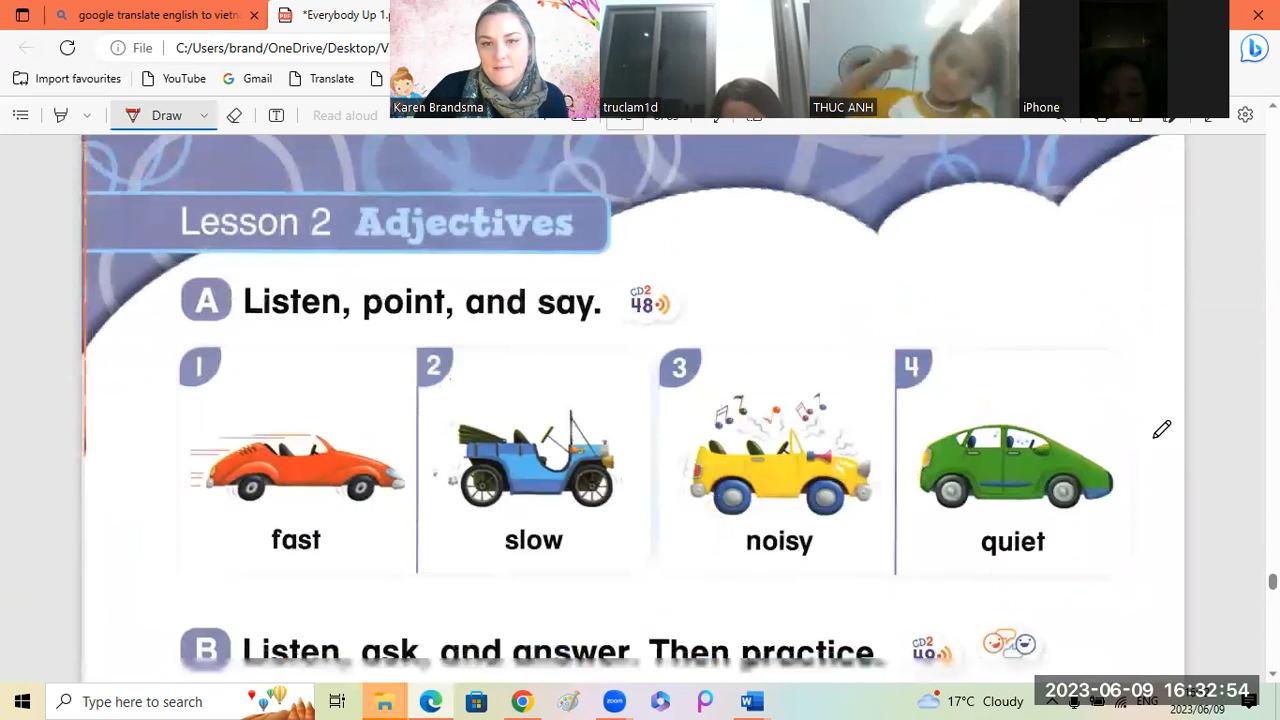 google translate english to vietn
*Everybody Up 1.p
File
C:/Users/brand/OneDrive/Desktop/V
Import favourites
YouTube
Gmail
Translate
Draw
Read aloud
Karen Brandsma
truclam1d
THUC ANH
iPhone
Lesson 2 Adjectives
A Listen, point, and say. CD2 48
1
2
3
4
fast
slow
noisy
quiet
B Listen, ask, and answer. Then practice. CD2 49
Type here to search
17°C Cloudy
ENG
2023-06-09 16:32:54
2023/06/09